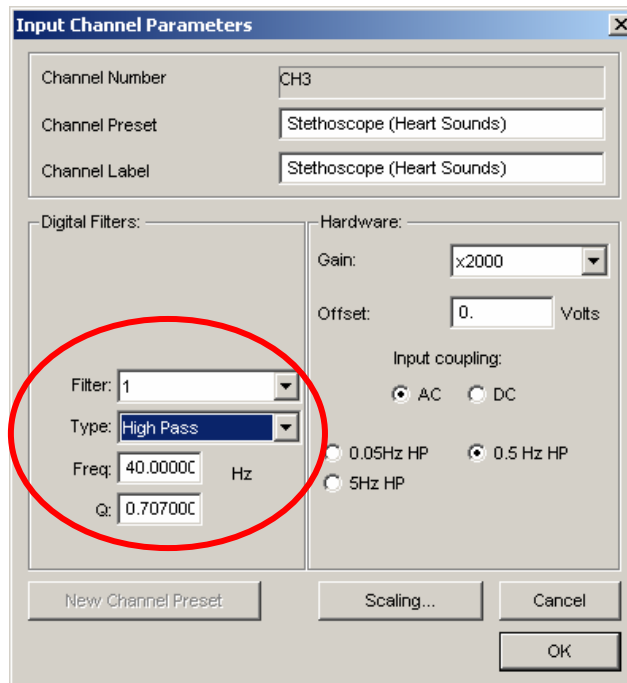 Input Channel Parameters
Channel Number CH3
Channel Preset Stethoscope (Heart Sounds)
Channel Label Stethoscope (Heart Sounds)
Digital Filters:
Filter: 1
Type: High Pass
Freq: 40.0000C Hz
Q: 0.70700C
Hardware:
Gain: x2000
Offset: 0. Volts
Input coupling:
AC DC
0.05Hz HP 0.5 Hz HP
5Hz HP
New Channel Preset Scaling... Cancel
OK